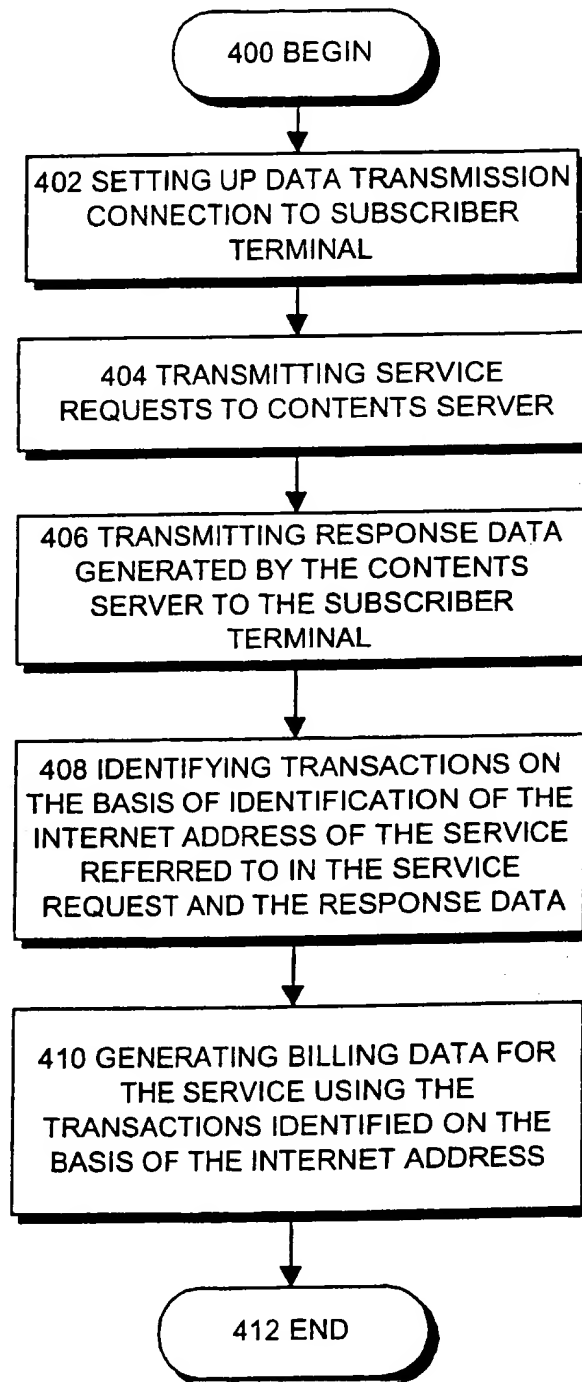 400 BEGIN
402 SETTING UP DATA TRANSMISSION
CONNECTION TO SUBSCRIBER
TERMINAL
404 TRANSMITTING SERVICE
REQUESTS TO CONTENTS SERVER
406 TRANSMITTING RESPONSE DATA
GENERATED BY THE CONTENTS
SERVER TO THE SUBSCRIBER
TERMINAL
408 IDENTIFYING TRANSACTIONS ON
THE BASIS OF IDENTIFICATION OF THE
INTERNET ADDRESS OF THE SERVICE
REFERRED TO IN THE SERVICE
REQUEST AND THE RESPONSE DATA
410 GENERATING BILLING DATA FOR
THE SERVICE USING THE
TRANSACTIONS IDENTIFIED ON THE
BASIS OF THE INTERNET ADDRESS
412 END